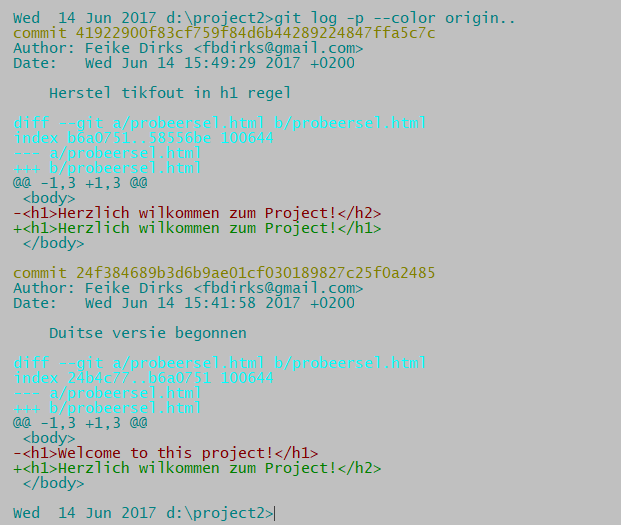 Wed  14 Jun 2017 d:\project2>git log -p --color origin..
commit 41922900f83cf759f84d6b44289224847ffa5c7c
Author: Feike Dirks <fbdirks@gmail.com>
Date:   Wed Jun 14 15:49:29 2017 +0200

    Herstel tikfout in h1 regel

diff --git a/probeersel.html b/probeersel.html
index b6a0751..58556be 100644
--- a/probeersel.html
+++ b/probeersel.html
@@ -1,3 +1,3 @@
 <body>
-<h1>Herzlich wilkommen zum Project!</h2>
+<h1>Herzlich wilkommen zum Project!</h1>
 </body>

commit 24f384689b3d6b9ae01cf030189827c25f0a2485
Author: Feike Dirks <fbdirks@gmail.com>
Date:   Wed Jun 14 15:41:58 2017 +0200

    Duitse versie begonnen

diff --git a/probeersel.html b/probeersel.html
index 24b4c77..b6a0751 100644
--- a/probeersel.html
+++ b/probeersel.html
@@ -1,3 +1,3 @@
 <body>
-<h1>Welcome to this project!</h1>
+<h1>Herzlich wilkommen zum Project!</h2>
 </body>

Wed  14 Jun 2017 d:\project2>